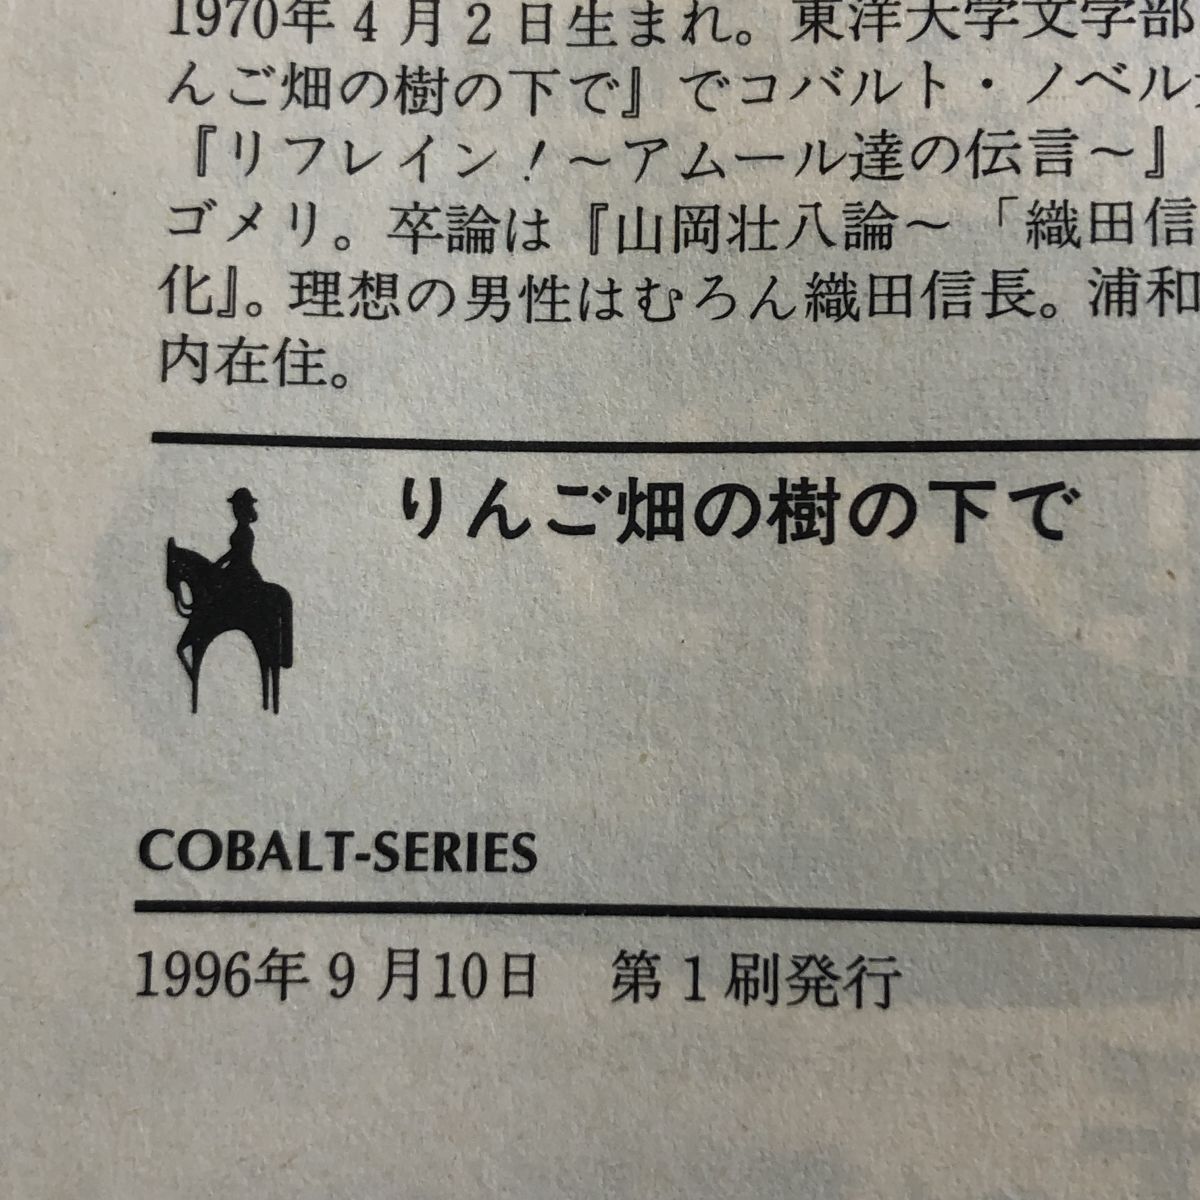 1970年4月2日生まれ。東洋大学文学部
んご畑の樹の下で』でコバルト・ノベル
『リフレイン!～アムール達の伝言～』
ゴメリ。卒論は『山岡壮八論～「織田信
化』。理想の男性はむろん織田信長。浦和
内在住。
りんご畑の樹の下で
COBALT-SERIES
1996年9月10日　第1刷発行